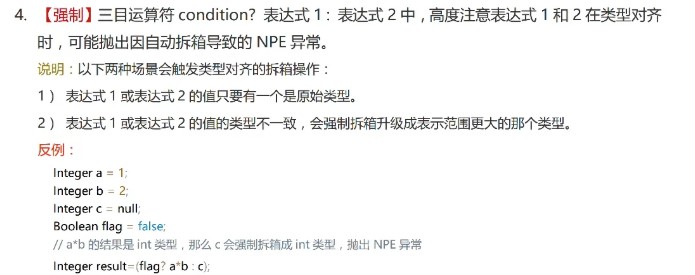 4. 【强制】三目运算符 condition? 表达式 1：表达式 2 中，高度注意表达式 1 和 2 在类型对齐
时，可能抛出因自动拆箱导致的 NPE 异常。
说明：以下两种场景会触发类型对齐的拆箱操作：
1） 表达式 1 或表达式 2 的值只要有一个是原始类型。
2） 表达式 1 或表达式 2 的值的类型不一致，会强制拆箱升级成表示范围更大的那个类型。
反例：
Integer a = 1;
Integer b = 2;
Integer c = null;
Boolean flag = false;
// a*b 的结果是 int 类型，那么 c 会强制拆箱成 int 类型，抛出 NPE 异常
Integer result=(flag? a*b : c);